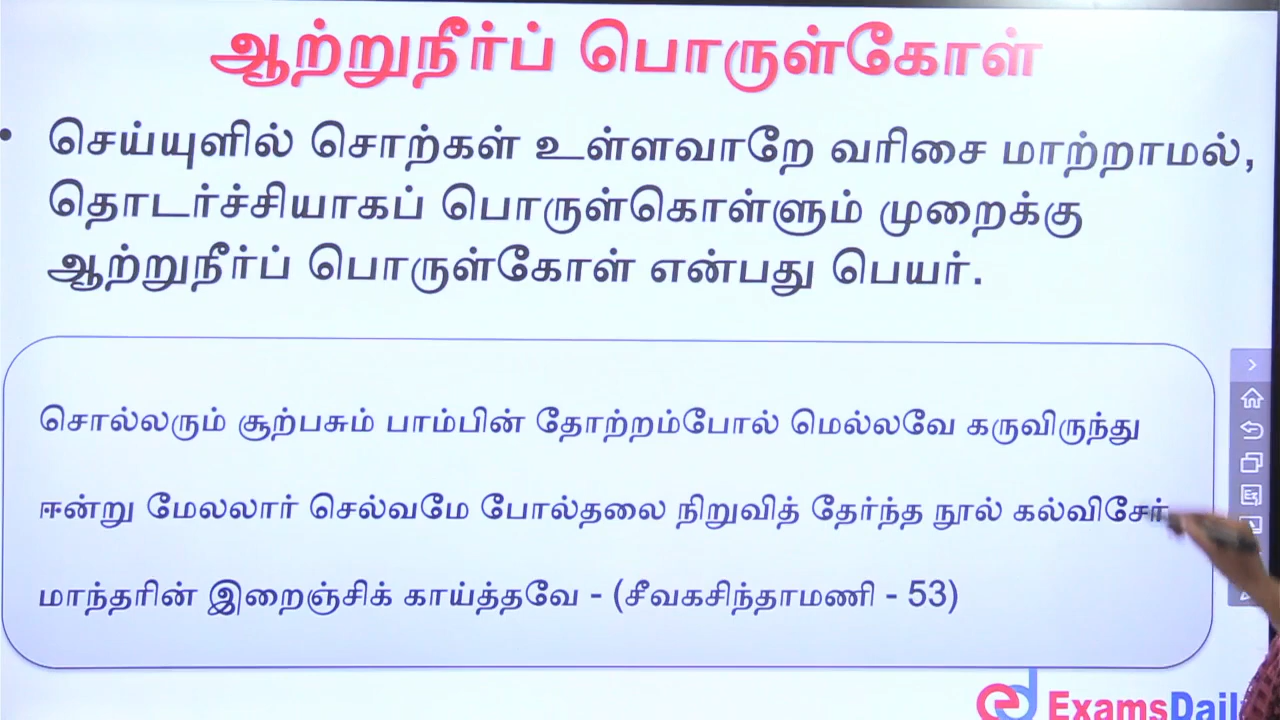 ஆற்றுநீர்ப் பொருள்கோள்
• செய்யுளில் சொற்கள் உள்ளவாறே வரிசை மாற்றாமல்,
தொடர்ச்சியாகப் பொருள்கொள்ளும் முறைக்கு
ஆற்றுநீர்ப் பொருள்கோள் என்பது பெயர்.
சொல்லரும் சூற்பசும் பாம்பின் தோற்றம்போல் மெல்லவே கருவிருந்து
ஈன்று மேலலார் செல்வமே போல்தலை நிறுவித் தேர்ந்த நூல் கல்விசேர்
மாந்தரின் இறைஞ்சிக் காய்த்தவே - (சீவகசிந்தாமணி - 53)
ed ExamsDaily